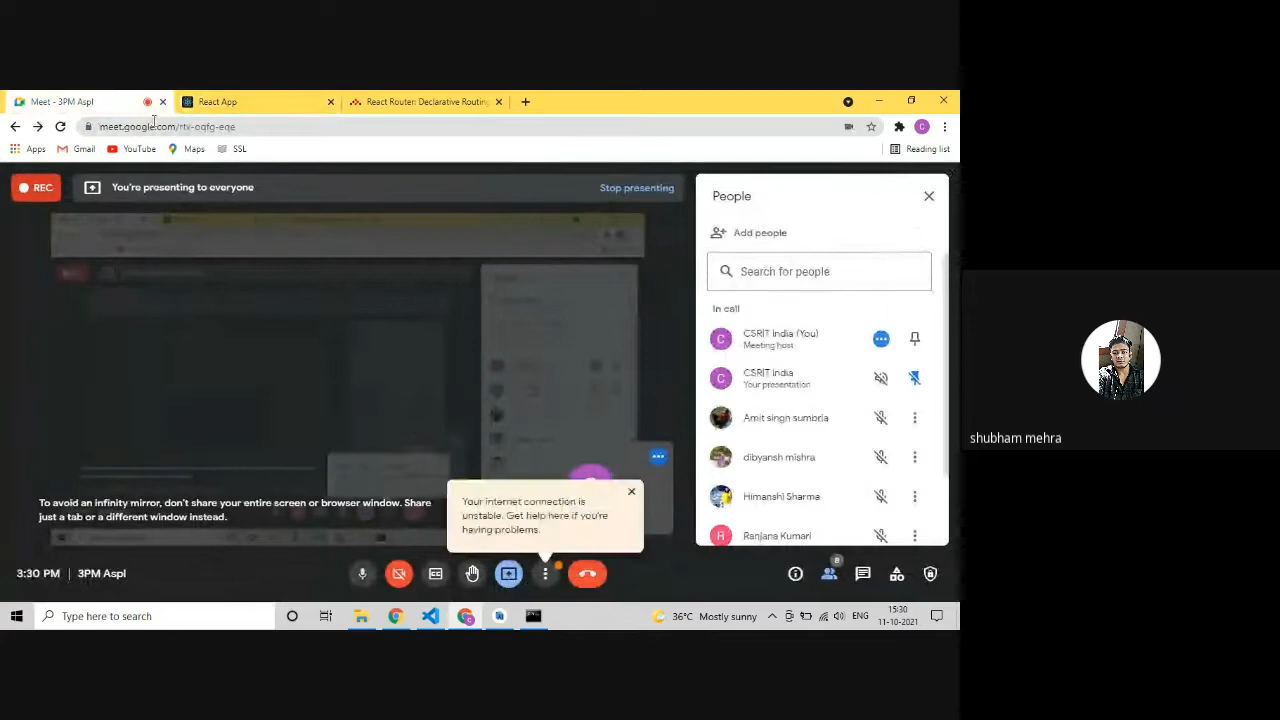 Meet - 3PM Aspl
React App
React Router: Declarative Routin
meet.google.com/rtv-oqfg-eqe
Apps
Gmail
YouTube
Maps
SSL
Reading list
REC
You're presenting to everyone
Stop presenting
People
Add people
Search for people
In call
CSRIT India (You)
Meeting host
C
CSRIT India
Your presentation
C
Amit singh sumbria
dibyansh mishra
Himanshi Sharma
Ranjana Kumari
R
To avoid an infinity mirror, don't share your entire screen or browser window. Share
just a tab or a different window instead.
Your internet connection is
unstable. Get help here if you're
having problems.
3:30 PM | 3PM Aspl
8
shubham mehra
Type here to search
36°C Mostly sunny
ENG
15:30
11-10-2021